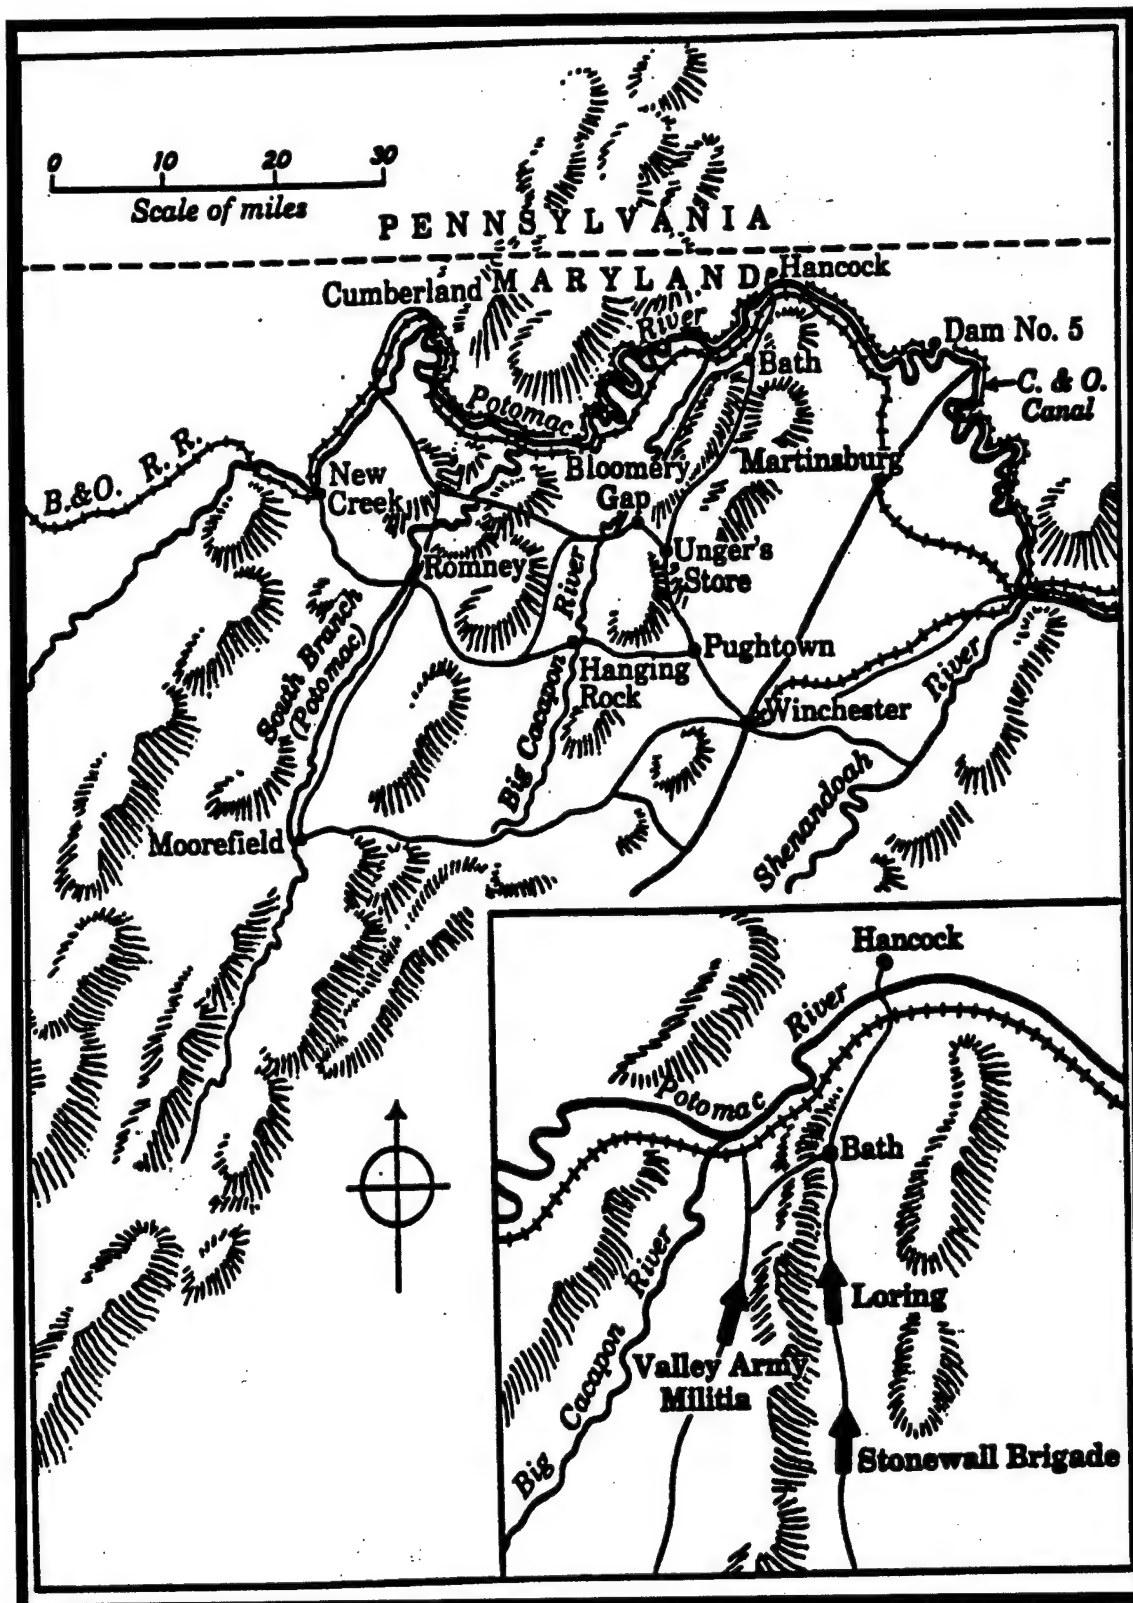 0 10 20 30
Scale of miles
PENNSYLVANIA
MARYLAND
Hancock
Cumberland
River
Dam No. 5
Bath
C. & O.
Canal
Potomac
B.&O. R. R.
Bloomery
Gap
Martinsburg
New
Creek
Unger's
Store
Romney
River
South Branch
(Potomac)
Pughtown
Hanging
Rock
Big Cacapon
River
Winchester
Shenandoah
Moorefield
Hancock
River
Potomac
Bath
River
Loring
Valley Army
Militia
Cacapon
Big
Stonewall Brigade